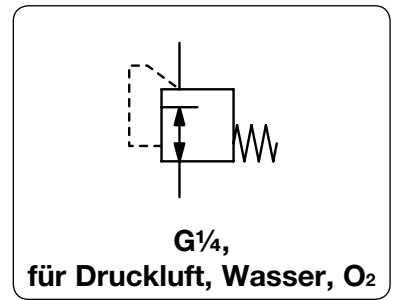 G¼,
für Druckluft, Wasser, O₂